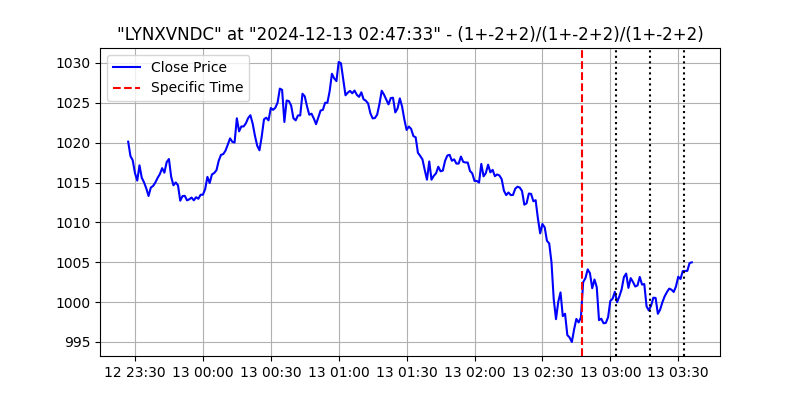 "LYNXVNDC" at "2024-12-13 02:47:33" - (1+-2+2)/(1+-2+2)/(1+-2+2)
Close Price
Specific Time
1030
1025
1020
1015
1010
1005
1000
995
12 23:30 13 00:00 13 00:30 13 01:00 13 01:30 13 02:00 13 02:30 13 03:00 13 03:30